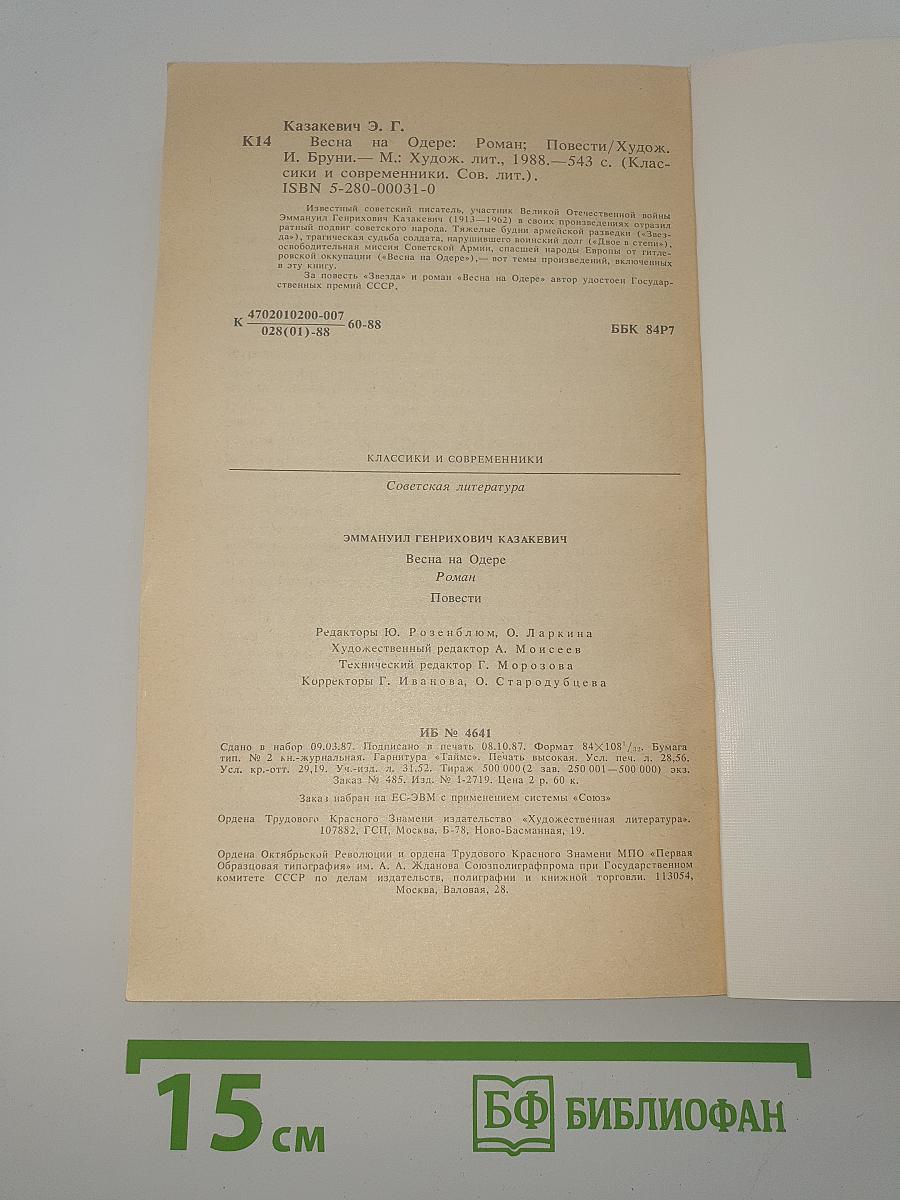 Казакевич Э. Г.
К14 Весна на Одере: Роман; Повести/Худож.
И. Бруни.— М.: Худож. лит., 1988.—543 с. (Клас-
сики и современники. Сов. лит.).
ISBN 5-280-00031-0
Известный советский писатель, участник Великой Отечественной войны
Эммануил Генрихович Казакевич (1913—1962) в своих произведениях отразил
ратный подвиг советского народа. Тяжелые будни армейской разведки («Звез-
да»), трагическая судьба солдата, нарушившего воинский долг («Двое в степи»),
освободительная миссия Советской Армии, спасшей народы Европы от гитле-
ровской оккупации («Весна на Одере»),— вот темы произведений, включенных
в эту книгу.
За повесть «Звезда» и роман «Весна на Одере» автор удостоен Государ-
ственных премий СССР.
К 4702010200-007 60-88
028(01)-88
ББК 84Р7
КЛАССИКИ И СОВРЕМЕННИКИ
Советская литература
ЭММАНУИЛ ГЕНРИХОВИЧ КАЗАКЕВИЧ
Весна на Одере
Роман
Повести
Редакторы Ю. Розенблюм, О. Ларкина
Художественный редактор А. Моисеев
Технический редактор Г. Морозова
Корректоры Г. Иванова, О. Стародубцева
ИБ № 4641
Сдано в набор 09.03.87. Подписано в печать 08.10.87. Формат 84×108¹/₃₂. Бумага
тип. № 2 кн.-журнальная. Гарнитура «Таймс». Печать высокая. Усл. печ. л. 28,56.
Усл. кр.-отт. 29,19. Уч.-изд. л. 31,52. Тираж 500 000(2 зав. 250 001—500 000) экз.
Заказ № 485. Изд. № 1-2719. Цена 2 р. 60 к.
Заказ набран на ЕС-ЭВМ с применением системы «Союз»
Ордена Трудового Красного Знамени издательство «Художественная литература».
107882, ГСП, Москва, Б-78, Ново-Басманная, 19.
Ордена Октябрьской Революции и ордена Трудового Красного Знамени МПО «Первая
Образцовая типография» им. А. А. Жданова Союзполиграфпрома при Государственном
комитете СССР по делам издательств, полиграфии и книжной торговли. 113054,
Москва, Валовая, 28.
15 см
БФ БИБЛИОФАН